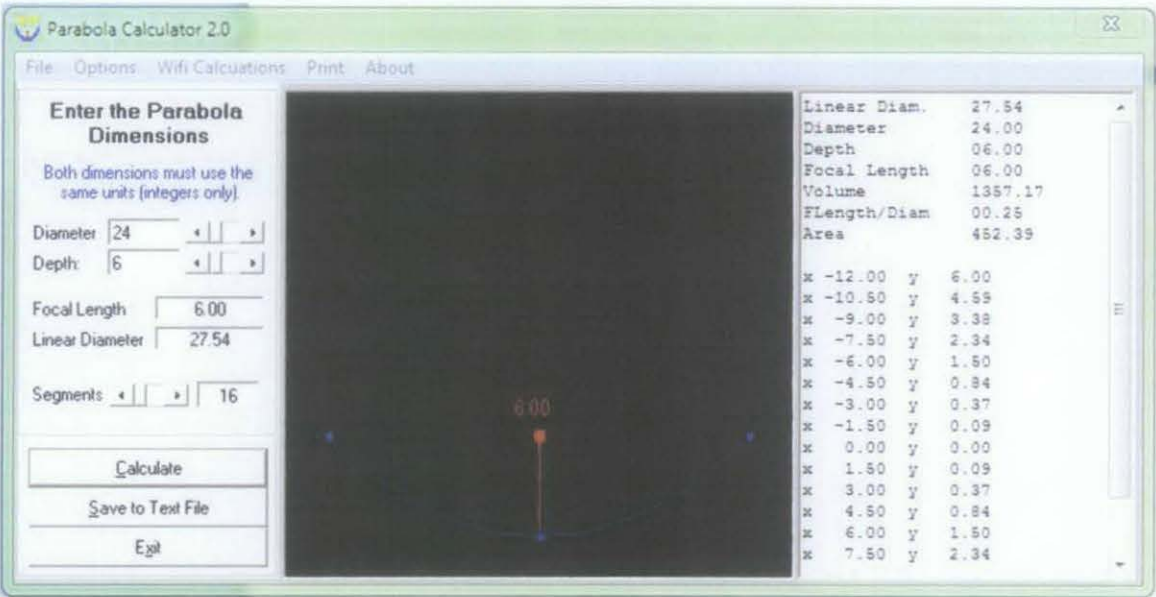 Parabola Calculator 2.0
File Options Wifi Calcuations Print About
Enter the Parabola
Dimensions
Both dimensions must use the
same units (integers only).
Diameter 24
Depth: 6
Focal Length 6.00
Linear Diameter 27.54
Segments 16
Calculate
Save to Text File
Exit
6.00
Linear Diam. 27.54
Diameter 24.00
Depth 06.00
Focal Length 06.00
Volume 1357.17
FLength/Diam 00.25
Area 452.39
x -12.00 y 6.00
x -10.50 y 4.59
x -9.00 y 3.38
x -7.50 y 2.34
x -6.00 y 1.50
x -4.50 y 0.84
x -3.00 y 0.37
x -1.50 y 0.09
x 0.00 y 0.00
x 1.50 y 0.09
x 3.00 y 0.37
x 4.50 y 0.84
x 6.00 y 1.50
x 7.50 y 2.34